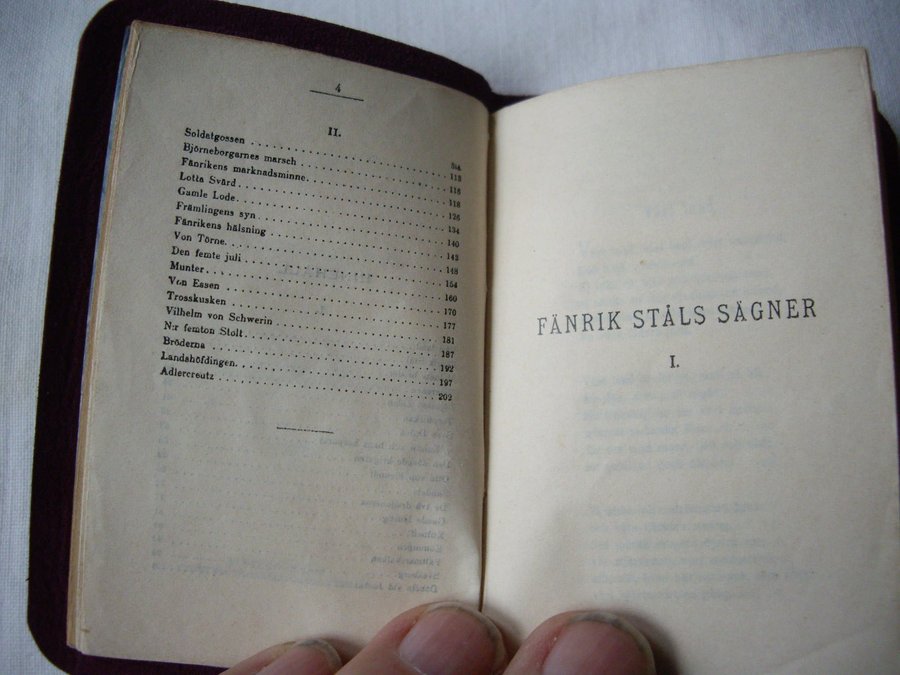 4
II.
Sid.
Soldatgossen 113
Björneborgarnes marsch 116
Fänrikens marknadsminne 118
Lotta Svärd 126
Gamle Lode 134
Främlingens syn 140
Fänrikens hälsning 143
Von Törne 148
Den femte juli 154
Munter 160
Von Essen 170
Trosskusken 177
Vilhelm von Schwerin 181
N:r femton Stolt 187
Bröderna 192
Landshöfdingen 197
Adlercreutz 202
FÄNRIK STÅLS SÄGNER
I.